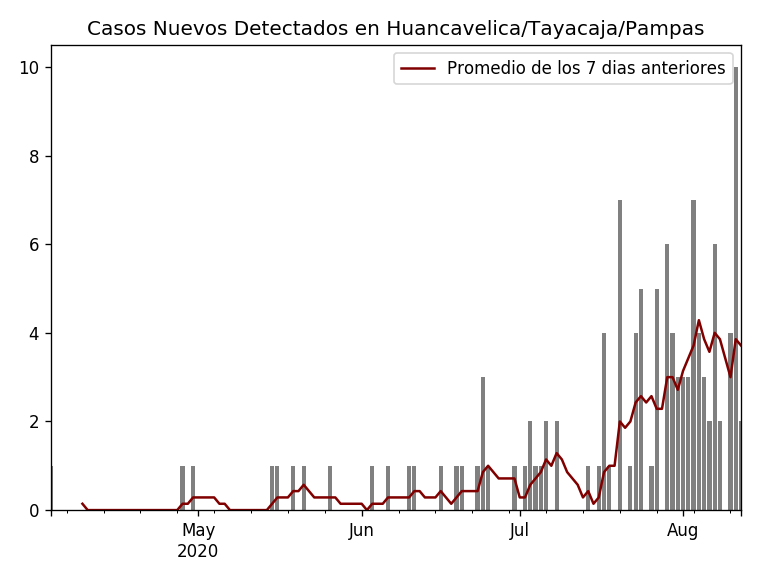 Casos Nuevos Detectados en Huancavelica/Tayacaja/Pampas
Promedio de los 7 dias anteriores
10
8
6
4
2
0
May
2020
Jun
Jul
Aug